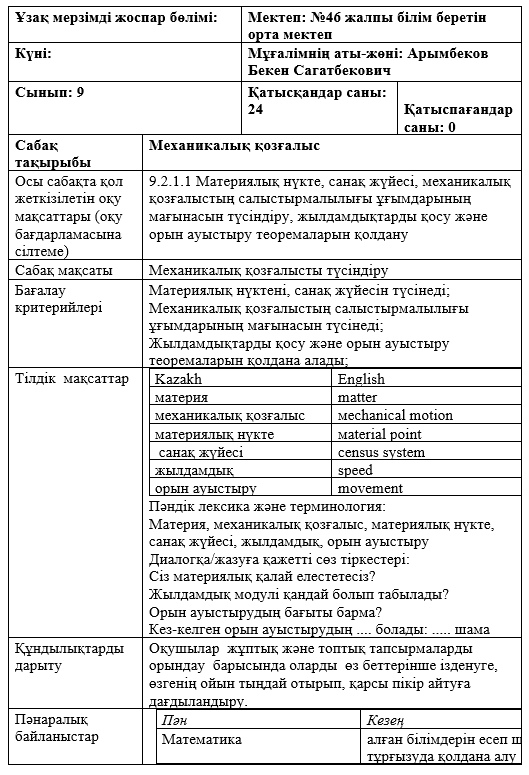 Ұзақ мерзімді жоспар бөлімі:
Мектеп: №46 жалпы білім беретін
орта мектеп
Күні:
Мұғалімнің аты-жөні: Арымбеков
Бекен Сагатбекович
Сынып: 9
Қатысқандар саны:
24
Қатыспағандар
саны: 0
Сабақ
тақырыбы
Механикалық қозғалыс
Осы сабақта қол
жеткізілетін оқу
мақсаттары (оқу
бағдарламасына
сілтеме)
9.2.1.1 Материялық нүкте, санақ жүйесі, механикалық
қозғалыстың салыстырмалылығы ұғымдарының
мағынасын түсіндіру, жылдамдықтарды қосу және
орын ауыстыру теоремаларын қолдану
Сабақ мақсаты
Механикалық қозғалысты түсіндіру
Бағалау
критерийлері
Материялық нүктені, санақ жүйесін түсінеді;
Механикалық қозғалыстың салыстырмалылығы
ұғымдарының мағынасын түсінеді;
Жылдамдықтарды қосу және орын ауыстыру
теоремаларын қолдана алады;
Тілдік мақсаттар
Kazakh English
материя matter
механикалық қозғалыс mechanical motion
материялық нүкте material point
санақ жүйесі census system
жылдамдық speed
орын ауыстыру movement
Пәндік лексика және терминология:
Материя, механикалық қозғалыс, материялық нүкте,
санақ жүйесі, жылдамдық, орын ауыстыру
Диалогқа/жазуға қажетті сөз тіркестері:
Сіз материялық қалай елестетесіз?
Жылдамдық модулі қандай болып табылады?
Орын ауыстырудың бағыты барма?
Кез-келген орын ауыстырудың .... болады: ..... шама
Құндылықтарды
дарыту
Оқушылар жұптық және топтық тапсырмаларды
орындау барысында оларды өз беттерінше ізденуге,
өзгенің ойын тыңдай отырып, қарсы пікір айтуға
дағдыландыру.
Пәнаралық
байланыстар
Пән Кезең
Математика
алған білімдерін есеп ш
тұрғызуда қолдана алу